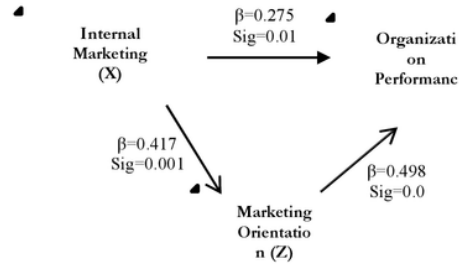 β=0.275
Sig=0.01
Internal
Marketing
(X)
Organizati
on
Performanc
β=0.417
Sig=0.001
β=0.498
Sig=0.0
Marketing
Orientatio
n (Z)